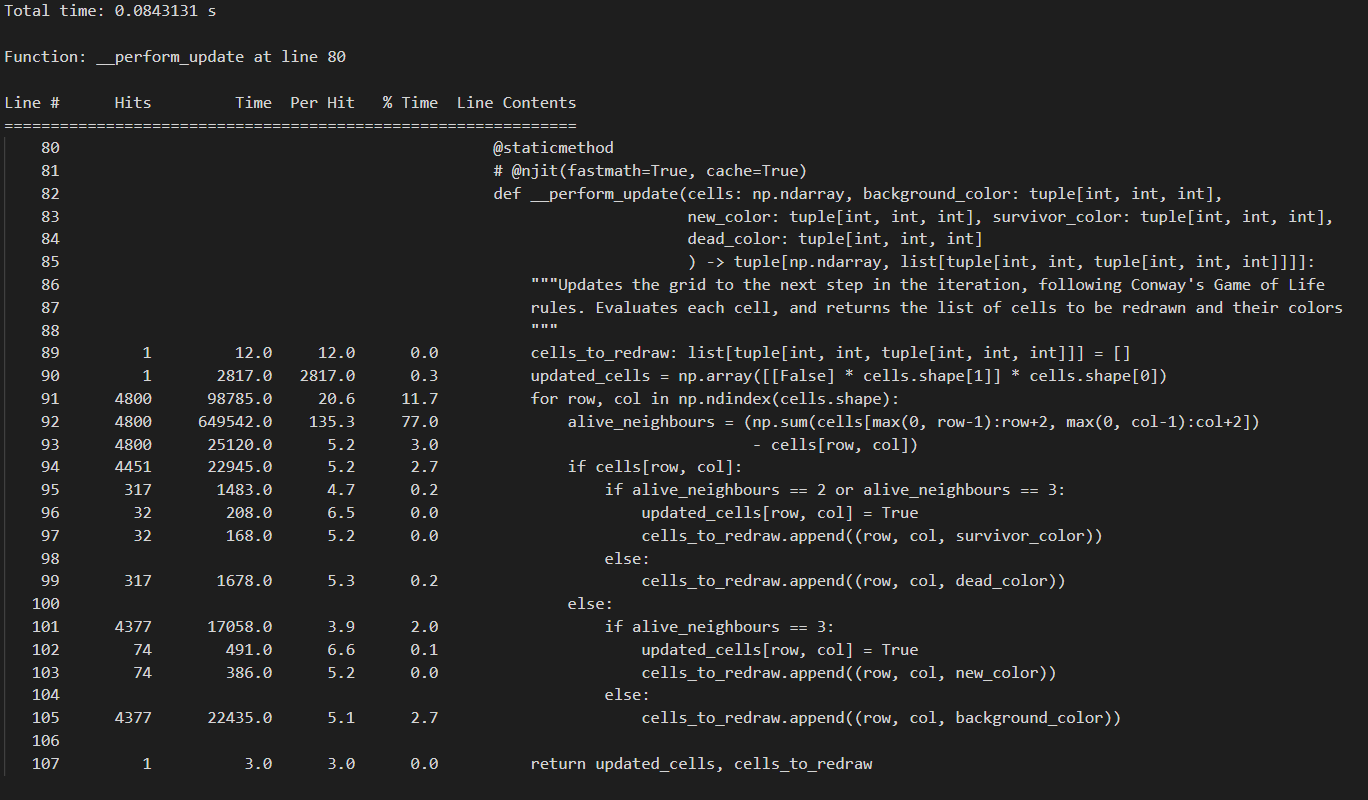 Total time: 0.0843131 s
Function: __perform_update at line 80
Line #      Hits         Time  Per Hit   % Time  Line Contents
==============================================================
    80                                               @staticmethod
    81                                               # @njit(fastmath=True, cache=True)
    82                                               def __perform_update(cells: np.ndarray, background_color: tuple[int, int, int],
    83                                                                    new_color: tuple[int, int, int], survivor_color: tuple[int, int, int],
    84                                                                    dead_color: tuple[int, int, int]
    85                                                                    ) -> tuple[np.ndarray, list[tuple[int, int, tuple[int, int, int]]]]:
    86                                                   """Updates the grid to the next step in the iteration, following Conway's Game of Life
    87                                                   rules. Evaluates each cell, and returns the list of cells to be redrawn and their colors
    88                                                   """
    89         1         12.0     12.0      0.0          cells_to_redraw: list[tuple[int, int, tuple[int, int, int]]] = []
    90         1       2817.0   2817.0      0.3          updated_cells = np.array([[False] * cells.shape[1]] * cells.shape[0])
    91      4800      98785.0     20.6     11.7          for row, col in np.ndindex(cells.shape):
    92      4800     649542.0    135.3     77.0              alive_neighbours = (np.sum(cells[max(0, row-1):row+2, max(0, col-1):col+2])
    93      4800      25120.0      5.2      3.0                                  - cells[row, col])
    94      4451      22945.0      5.2      2.7              if cells[row, col]:
    95       317       1483.0      4.7      0.2                  if alive_neighbours == 2 or alive_neighbours == 3:
    96        32        208.0      6.5      0.0                      updated_cells[row, col] = True
    97        32        168.0      5.2      0.0                      cells_to_redraw.append((row, col, survivor_color))
    98                                                           else:
    99       317       1678.0      5.3      0.2                      cells_to_redraw.append((row, col, dead_color))
   100                                                       else:
   101      4377      17058.0      3.9      2.0                  if alive_neighbours == 3:
   102        74        491.0      6.6      0.1                      updated_cells[row, col] = True
   103        74        386.0      5.2      0.0                      cells_to_redraw.append((row, col, new_color))
   104                                                           else:
   105      4377      22435.0      5.1      2.7                      cells_to_redraw.append((row, col, background_color))
   106
   107         1          3.0      3.0      0.0          return updated_cells, cells_to_redraw